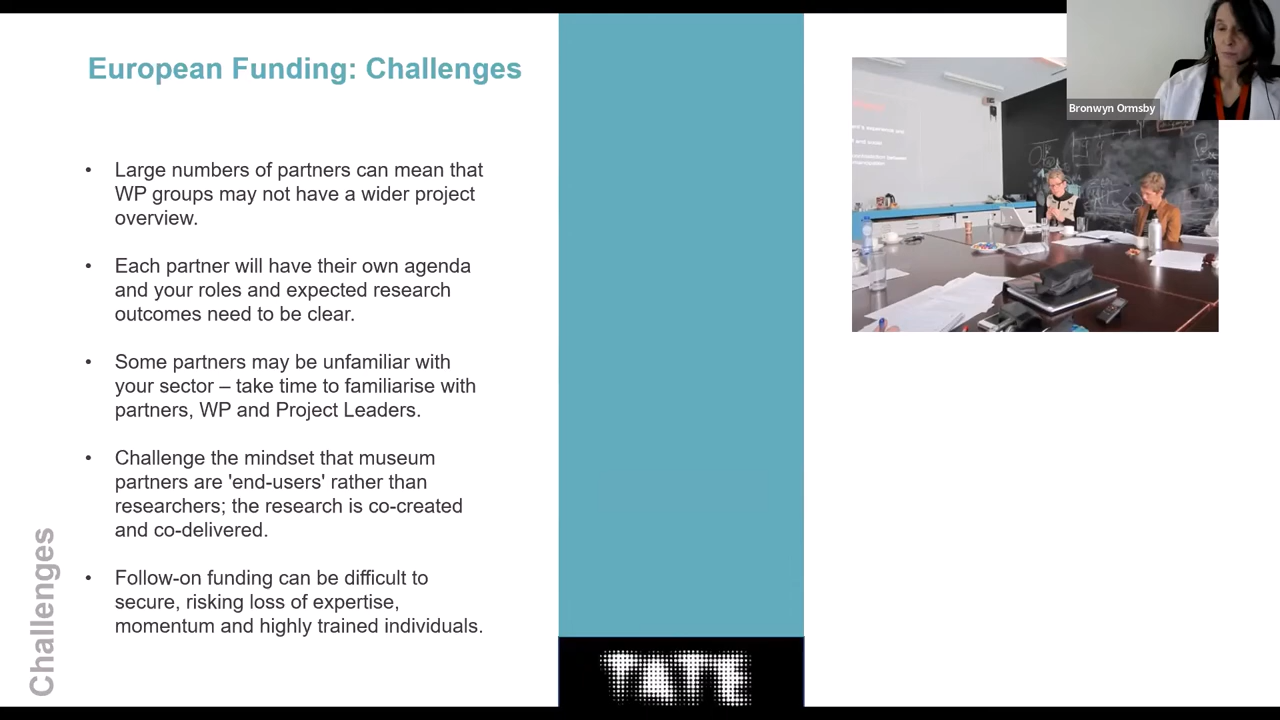 European Funding: Challenges
• Large numbers of partners can mean that
WP groups may not have a wider project
overview.
• Each partner will have their own agenda
and your roles and expected research
outcomes need to be clear.
• Some partners may be unfamiliar with
your sector – take time to familiarise with
partners, WP and Project Leaders.
• Challenge the mindset that museum
partners are 'end-users' rather than
researchers; the research is co-created
and co-delivered.
• Follow-on funding can be difficult to
secure, risking loss of expertise,
momentum and highly trained individuals.
Challenges
TATE
Bronwyn Ormsby